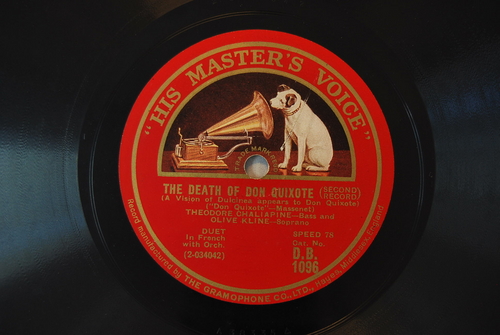 "HIS MASTER'S VOICE"
TRADE MARK
THE DEATH OF DON QUIXOTE (SECOND RECORD)
(A Vision of Dulcinea appears to Don Quixote)
("Don Quixote"—Massenet)
THEODORE CHALIAPINE—Bass and
OLIVE KLINE—Soprano
DUET
In French
with Orch.
(2-034042)
SPEED 78
Cat. No.
D.B.
1096
Record manufactured by THE GRAMOPHONE CO., LTD., Hayes, Middlesex, England